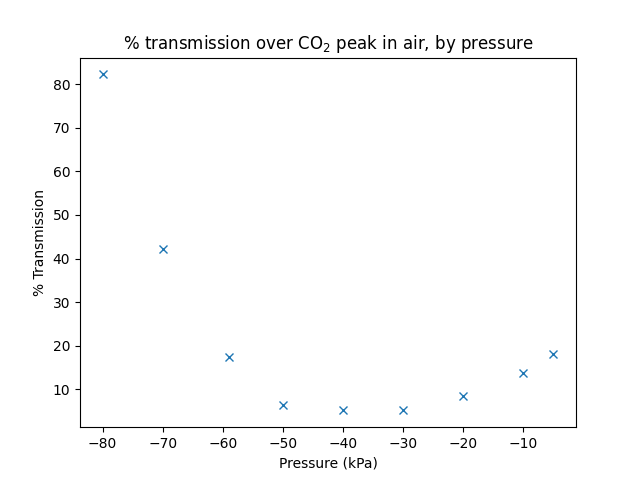 % transmission over CO₂ peak in air, by pressure
% Transmission
80
70
60
50
40
30
20
10
−80 −70 −60 −50 −40 −30 −20 −10
Pressure (kPa)